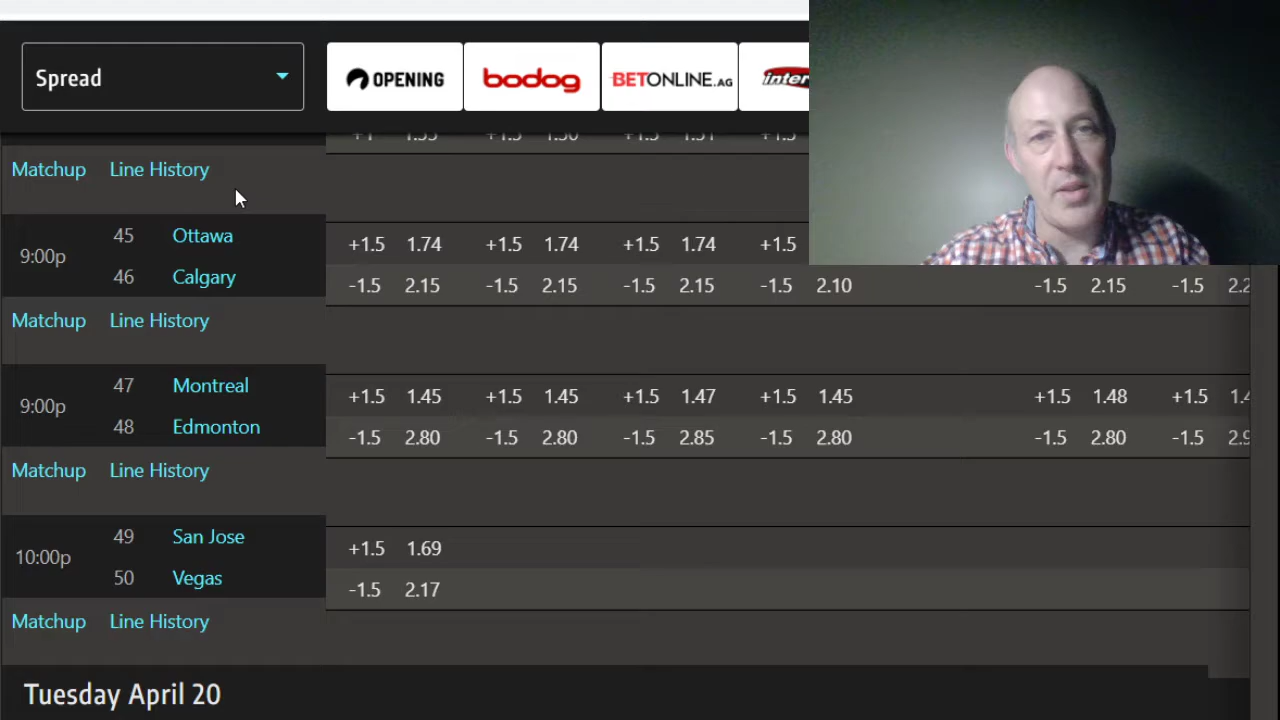 Spread OPENING bodog BETONLINE.AG inter
Matchup Line History
9:00p
45 Ottawa +1.5 1.74 +1.5 1.74 +1.5 1.74 +1.5
46 Calgary -1.5 2.15 -1.5 2.15 -1.5 2.15 -1.5 2.10 -1.5 2.15 -1.5
Matchup Line History
9:00p
47 Montreal +1.5 1.45 +1.5 1.45 +1.5 1.47 +1.5 1.45 +1.5 1.48 +1.5
48 Edmonton -1.5 2.80 -1.5 2.80 -1.5 2.85 -1.5 2.80 -1.5 2.80 -1.5
Matchup Line History
10:00p
49 San Jose +1.5 1.69
50 Vegas -1.5 2.17
Matchup Line History
Tuesday April 20